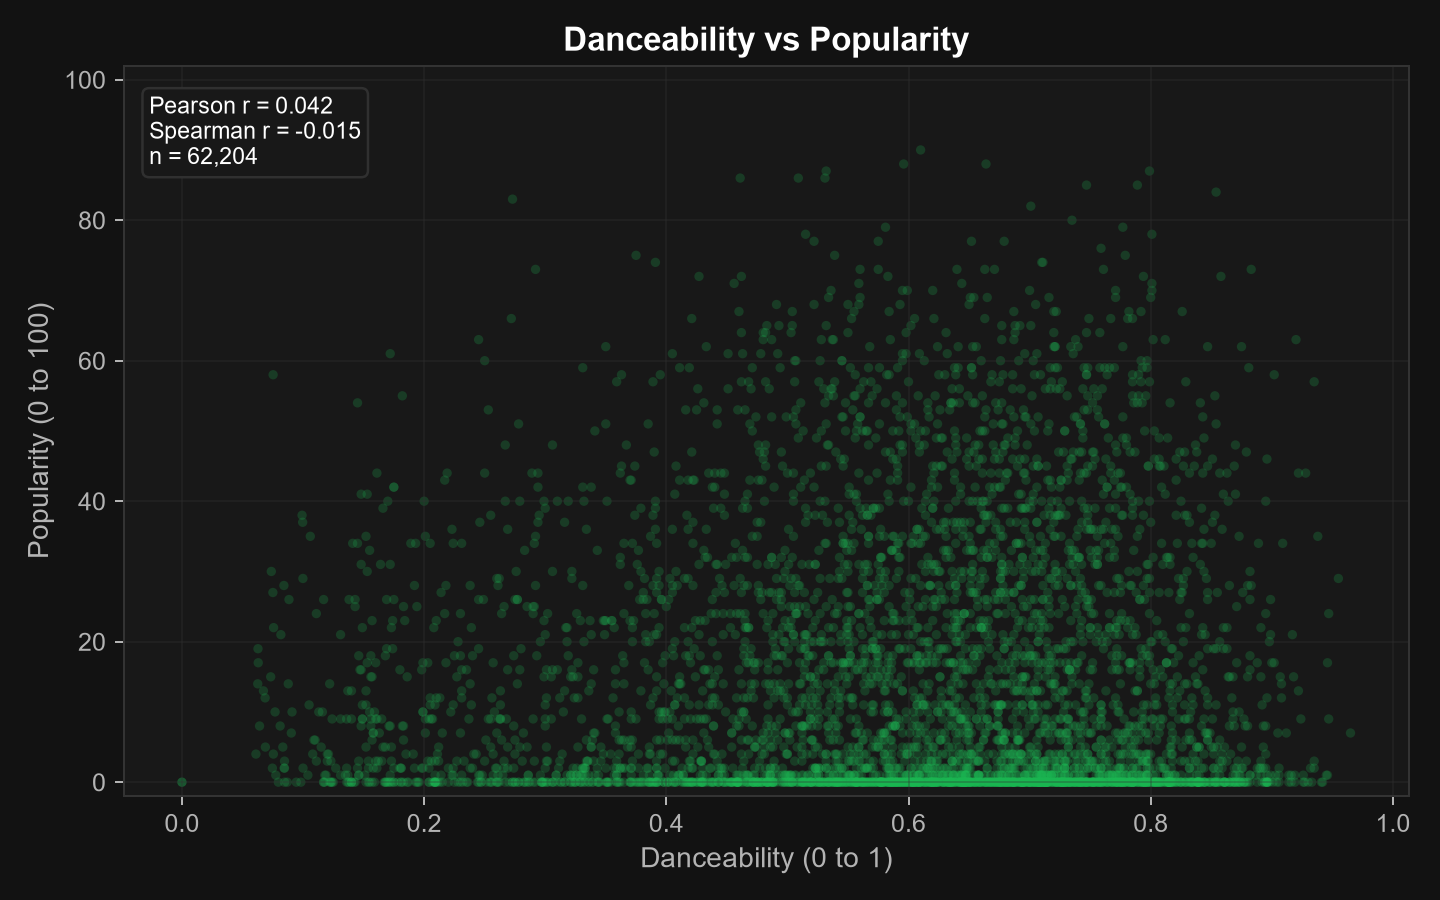 Danceability vs Popularity
Pearson r = 0.042
Spearman r = -0.015
n = 62,204
100
80
60
40
20
0
Popularity (0 to 100)
0.0 0.2 0.4 0.6 0.8 1.0
Danceability (0 to 1)